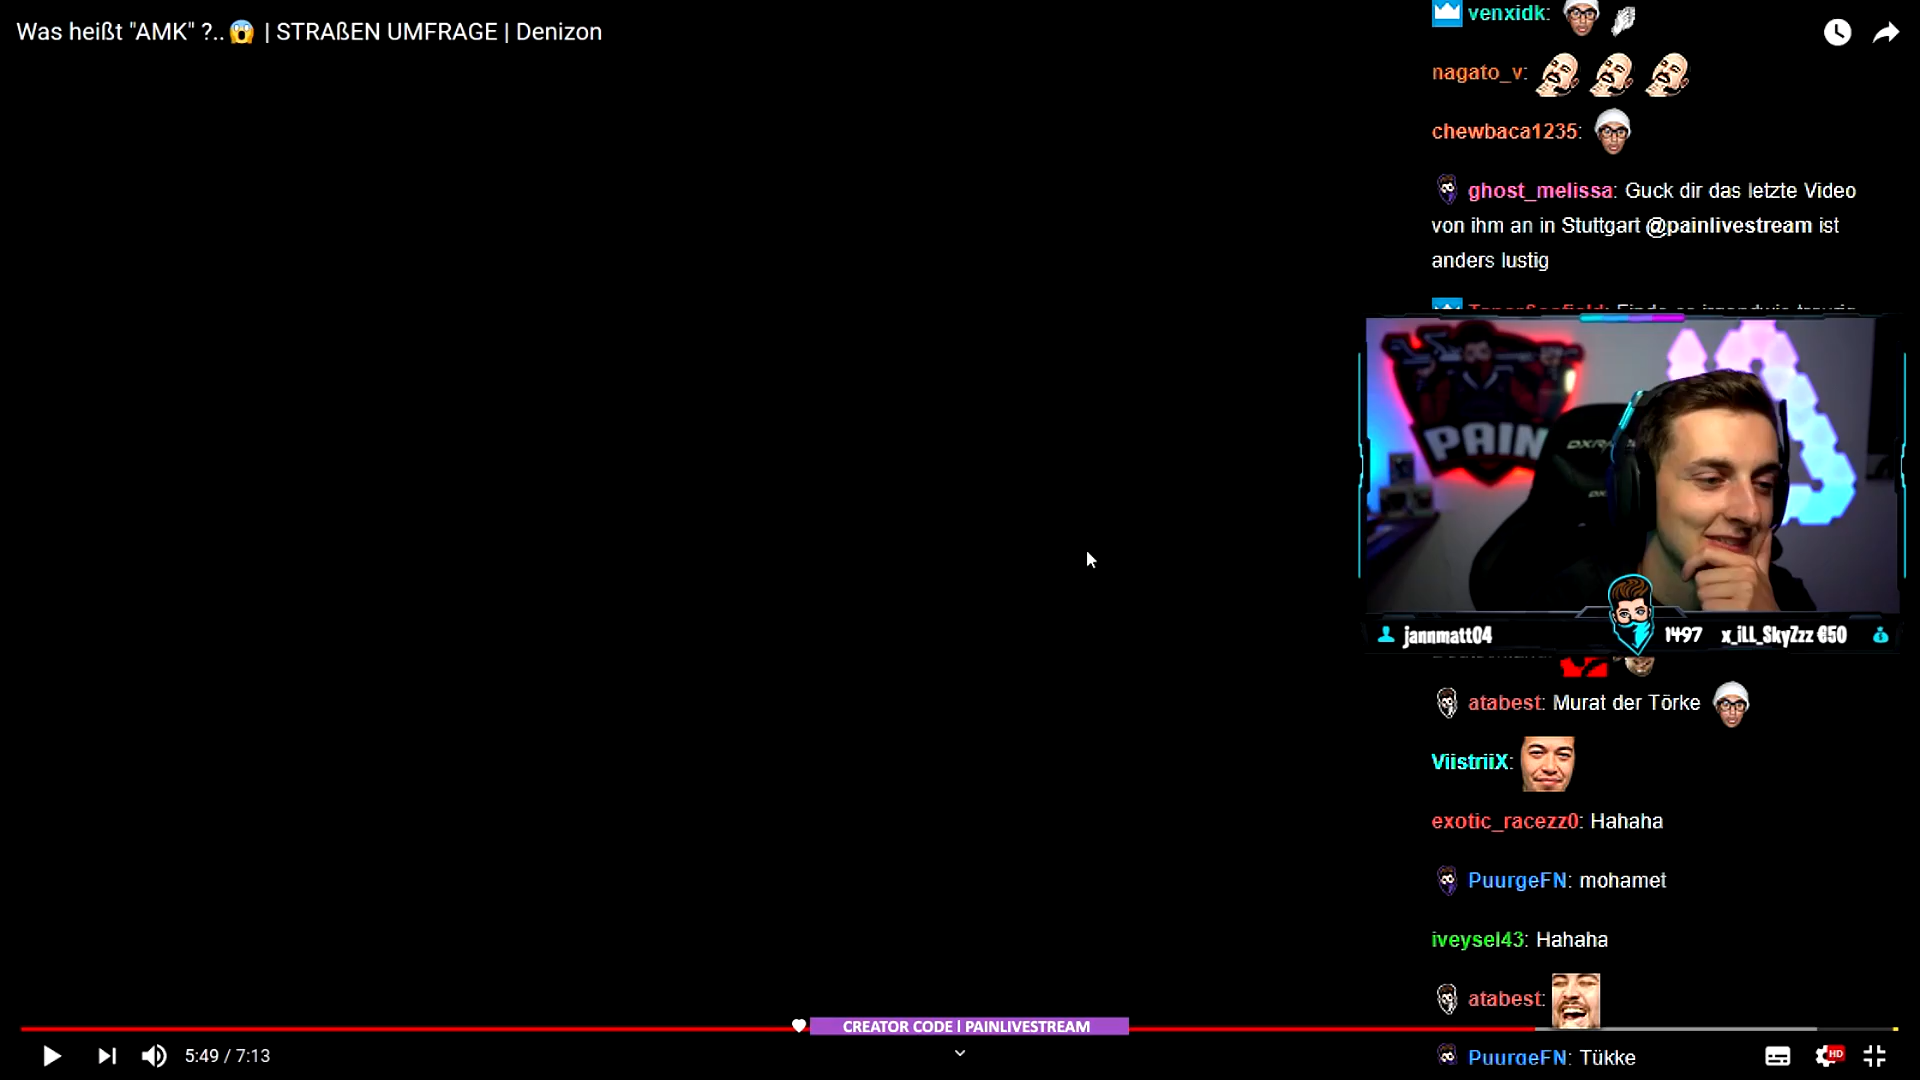 Was heißt "AMK" ?..😱 | STRAßEN UMFRAGE | Denizon
venxidk:
nagato_v:
chewbaca1235:
ghost_melissa: Guck dir das letzte Video
von ihm an in Stuttgart @painlivestream ist
anders lustig
PAIN
jannmatt04
1497
x_iLL_SkyZzz €50
atabest: Murat der Törke
ViistriiX:
exotic_racezz0: Hahaha
PuurgeFN: mohamet
iveysel43: Hahaha
atabest:
CREATOR CODE | PAINLIVESTREAM
5:49 / 7:13
HD
PuurgeFN: Tükke